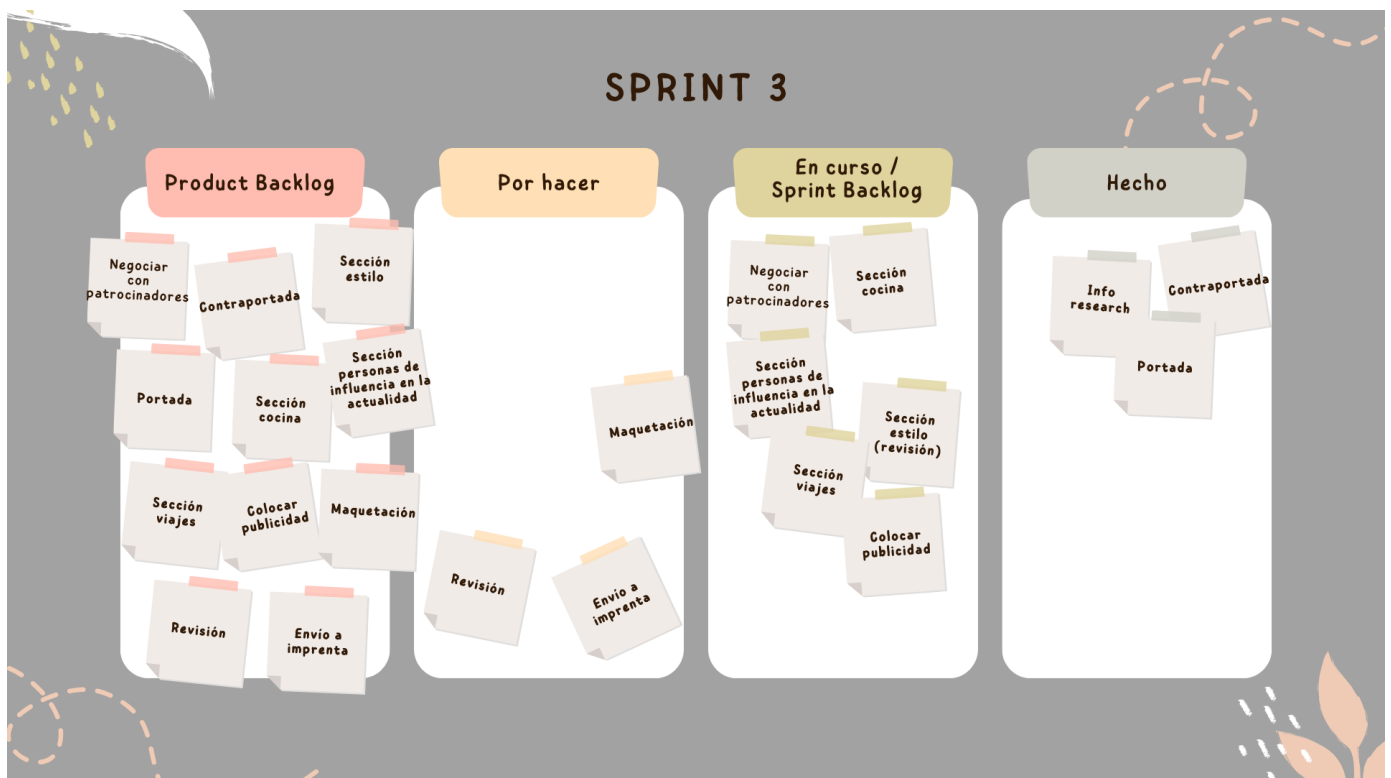 SPRINT 3
Product Backlog
Negociar
con
patrocinadores
Contraportada
Sección
estilo
Portada
Sección
cocina
Sección
personas de
influencia en la
actualidad
Sección
viajes
Colocar
publicidad
Maquetación
Revisión
Envío a
imprenta
Por hacer
Maquetación
Revisión
Envío a
imprenta
En curso /
Sprint Backlog
Negociar
con
patrocinadores
Sección
cocina
Sección
personas de
influencia en la
actualidad
Sección
estilo
(revisión)
Sección
viajes
Colocar
publicidad
Hecho
Info
research
Contraportada
Portada